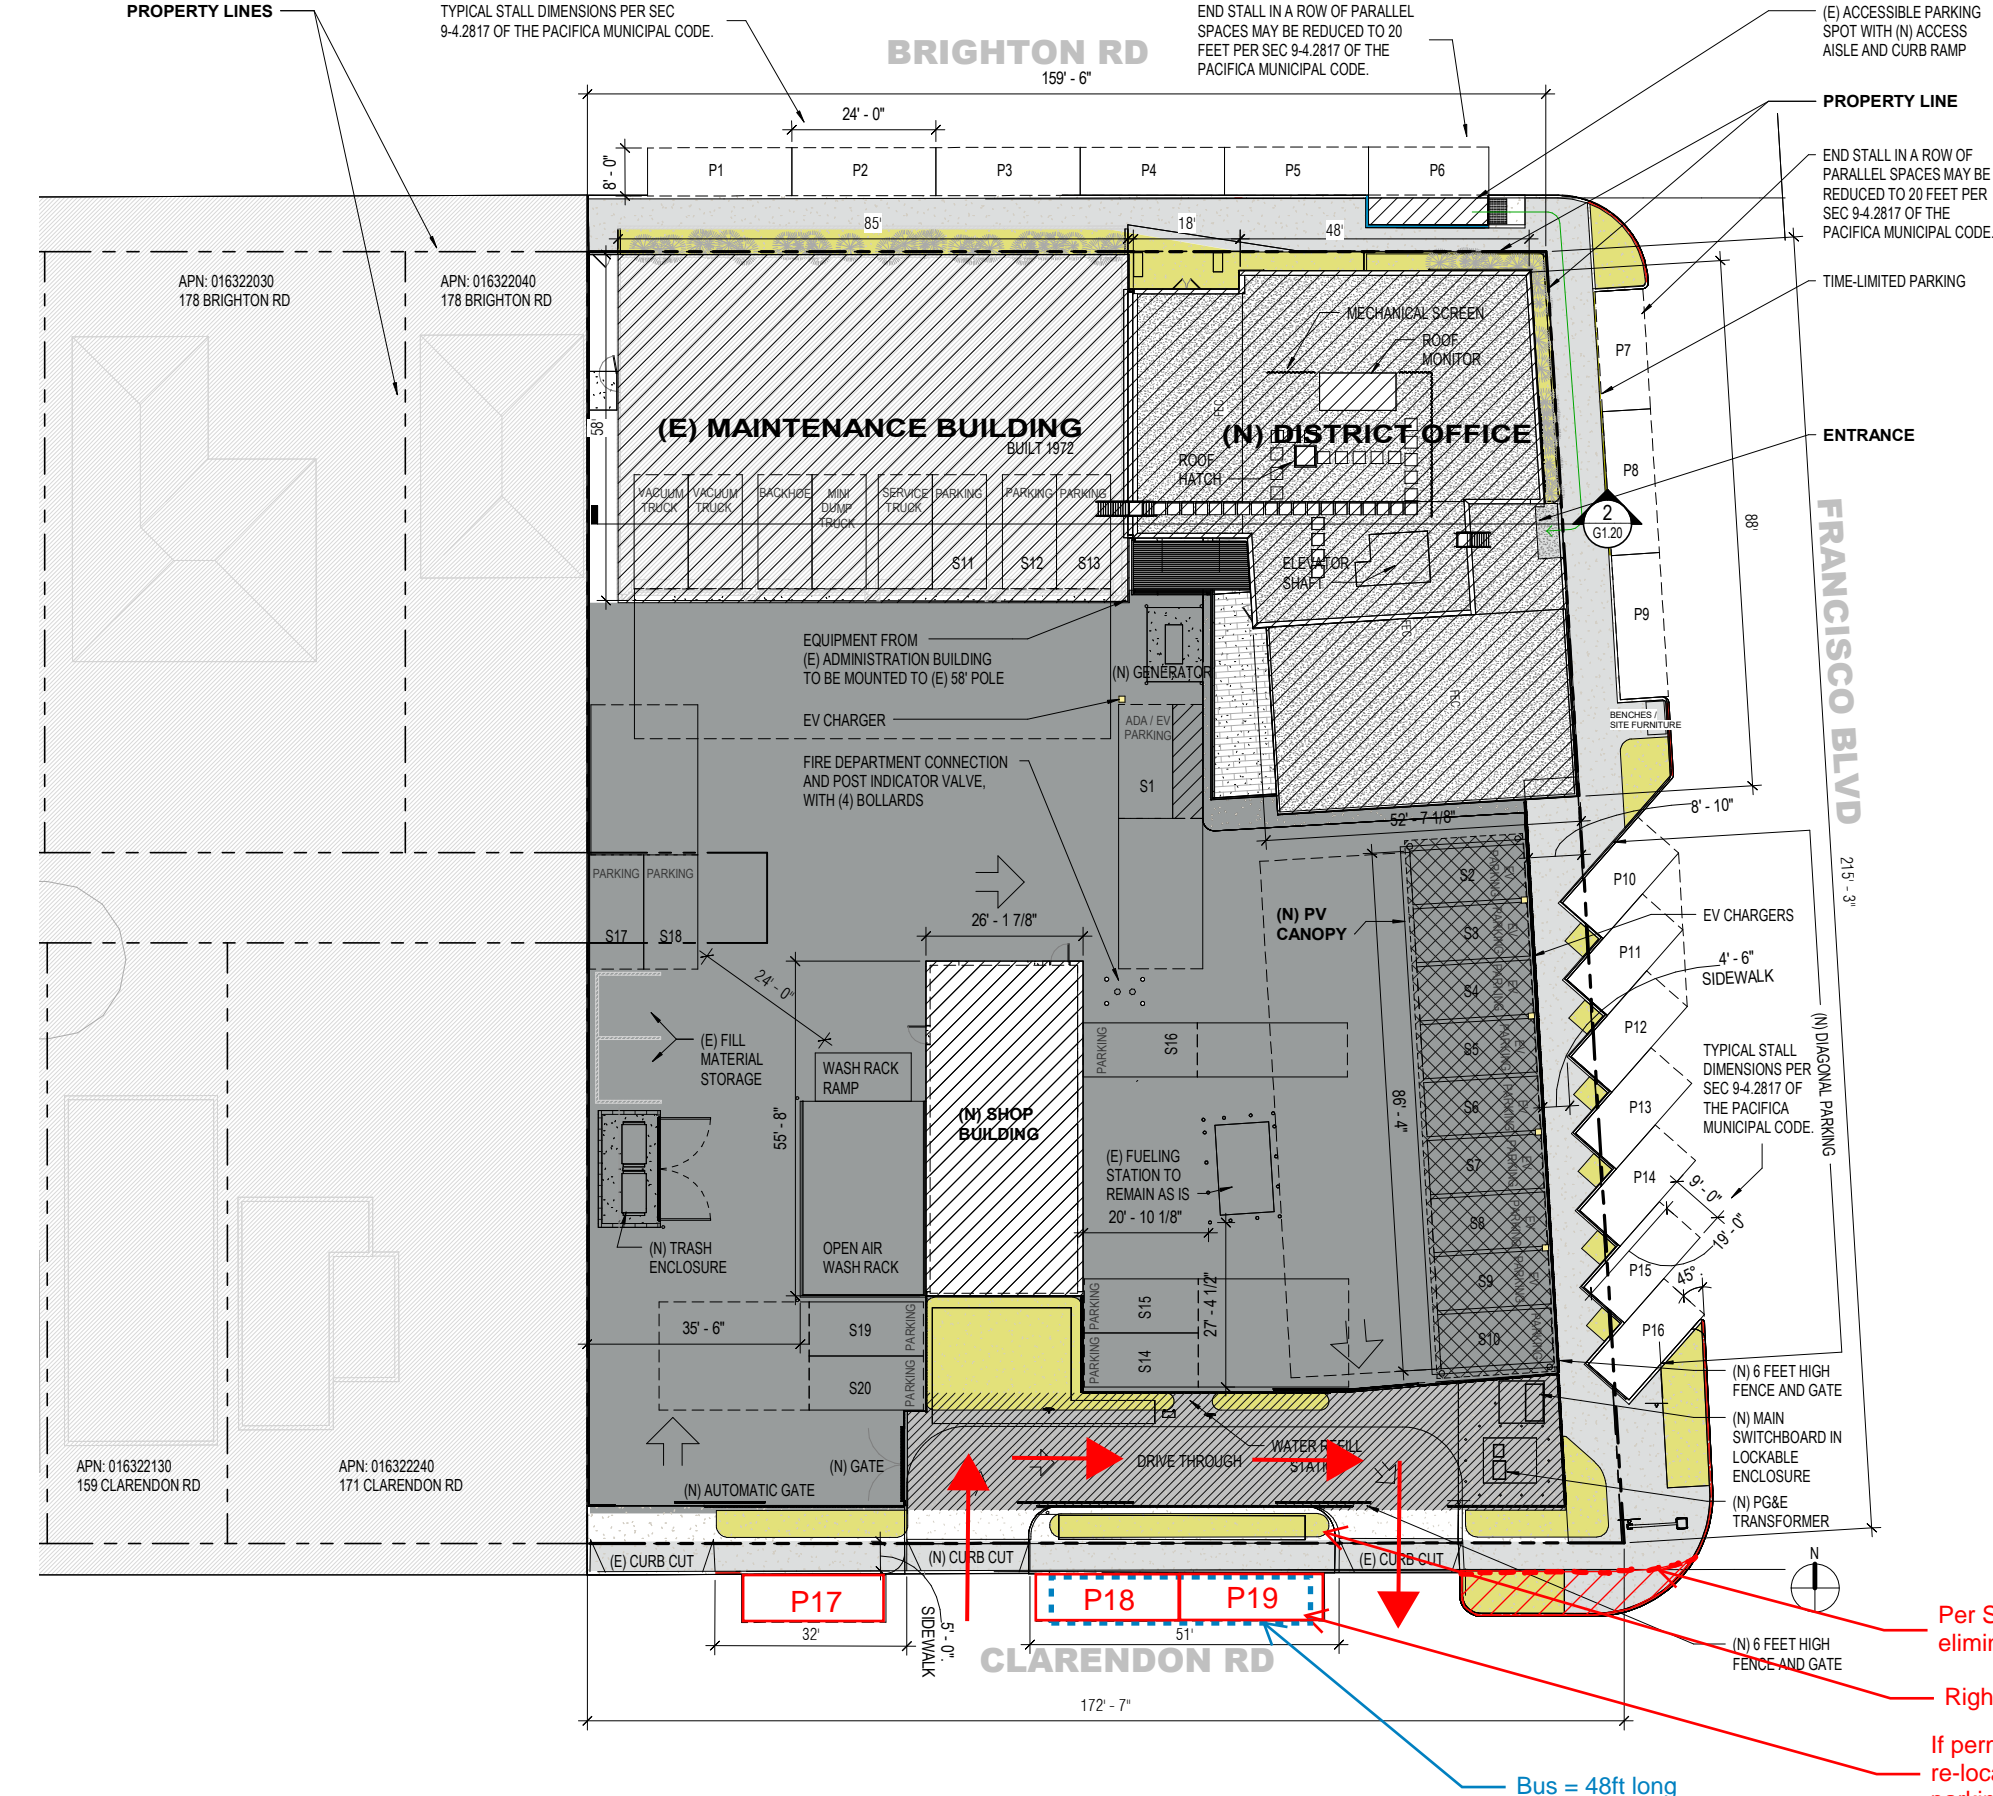 PROPERTY LINES
TYPICAL STALL DIMENSIONS PER SEC
9-4.2817 OF THE PACIFICA MUNICIPAL CODE.
BRIGHTON RD
159' - 6"
END STALL IN A ROW OF PARALLEL
SPACES MAY BE REDUCED TO 20
FEET PER SEC 9-4.2817 OF THE
PACIFICA MUNICIPAL CODE.
(E) ACCESSIBLE PARKING
SPOT WITH (N) ACCESS
AISLE AND CURB RAMP
PROPERTY LINE
END STALL IN A ROW OF
PARALLEL SPACES MAY BE
REDUCED TO 20 FEET PER
SEC 9-4.2817 OF THE
PACIFICA MUNICIPAL CODE.
TIME-LIMITED PARKING
ENTRANCE
24' - 0"
8' - 0"
P1
P2
P3
P4
P5
P6
85'
18'
48'
APN: 016322030
178 BRIGHTON RD
APN: 016322040
178 BRIGHTON RD
58'
(E) MAINTENANCE BUILDING
BUILT 1972
MECHANICAL SCREEN
ROOF
MONITOR
FEC
(N) DISTRICT OFFICE
ROOF
HATCH
ELEVATOR
SHAFT
FEC
FEC
VACUUM
TRUCK
VACUUM
TRUCK
BACKHOE
MINI
DUMP
TRUCK
SERVICE
TRUCK
PARKING
PARKING
PARKING
S11
S12
S13
P7
P8
2
G1.20
P9
88'
FRANCISCO BLVD
BENCHES /
SITE FURNITURE
EQUIPMENT FROM
(E) ADMINISTRATION BUILDING
TO BE MOUNTED TO (E) 58' POLE
(N) GENERATOR
EV CHARGER
ADA / EV
PARKING
S1
FIRE DEPARTMENT CONNECTION
AND POST INDICATOR VALVE,
WITH (4) BOLLARDS
52' - 7 1/8"
8' - 10"
215' - 3"
PARKING
PARKING
S17
S18
26' - 1 7/8"
24' - 0"
(N) PV
CANOPY
S2
S3
S4
S5
S6
S7
S8
S9
S10
86' - 4"
P10
P11
P12
P13
P14
P15
P16
EV CHARGERS
4' - 6"
SIDEWALK
(N) DIAGONAL PARKING
TYPICAL STALL
DIMENSIONS PER
SEC 9-4.2817 OF
THE PACIFICA
MUNICIPAL CODE.
9' - 0"
19' - 0"
45°
(E) FILL
MATERIAL
STORAGE
WASH RACK
RAMP
55' - 8"
(N) SHOP
BUILDING
PARKING
S16
(E) FUELING
STATION TO
REMAIN AS IS
20' - 10 1/8"
27' - 4 1/2"
(N) TRASH
ENCLOSURE
OPEN AIR
WASH RACK
35' - 6"
S19
PARKING
S20
PARKING
PARKING
S15
PARKING
S14
(N) 6 FEET HIGH
FENCE AND GATE
(N) MAIN
SWITCHBOARD IN
LOCKABLE
ENCLOSURE
(N) PG&E
TRANSFORMER
APN: 016322130
159 CLARENDON RD
APN: 016322240
171 CLARENDON RD
(N) GATE
(N) AUTOMATIC GATE
DRIVE THROUGH
WATER REFILL
(E) CURB CUT
(N) CURB CUT
(E) CURB CUT
P17
P18
P19
32'
5' - 0"
SIDEWALK
51'
CLARENDON RD
172' - 7"
N
(N) 6 FEET HIGH
FENCE AND GATE
Per
Bus = 48ft long
If